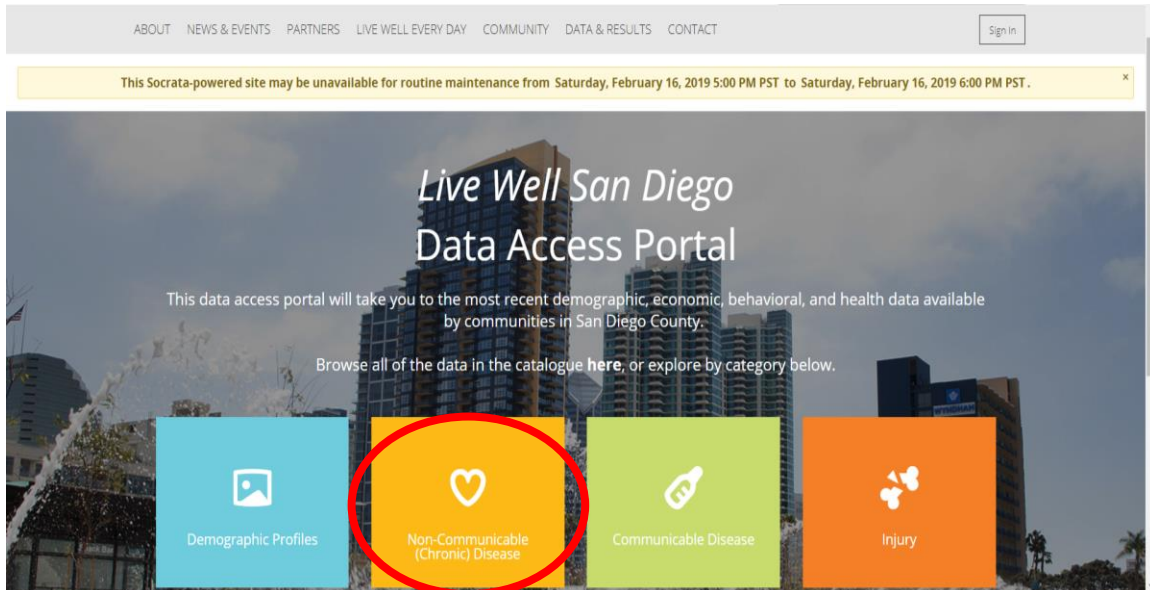 ABOUT NEWS & EVENTS PARTNERS LIVE WELL EVERY DAY COMMUNITY DATA & RESULTS CONTACT Sign In
This Socrata-powered site may be unavailable for routine maintenance from Saturday, February 16, 2019 5:00 PM PST to Saturday, February 16, 2019 6:00 PM PST. x
Live Well San Diego
Data Access Portal
This data access portal will take you to the most recent demographic, economic, behavioral, and health data available
by communities in San Diego County.
Browse all of the data in the catalogue here, or explore by category below.
Demographic Profiles
Non-Communicable
(Chronic) Disease
Communicable Disease
Injury